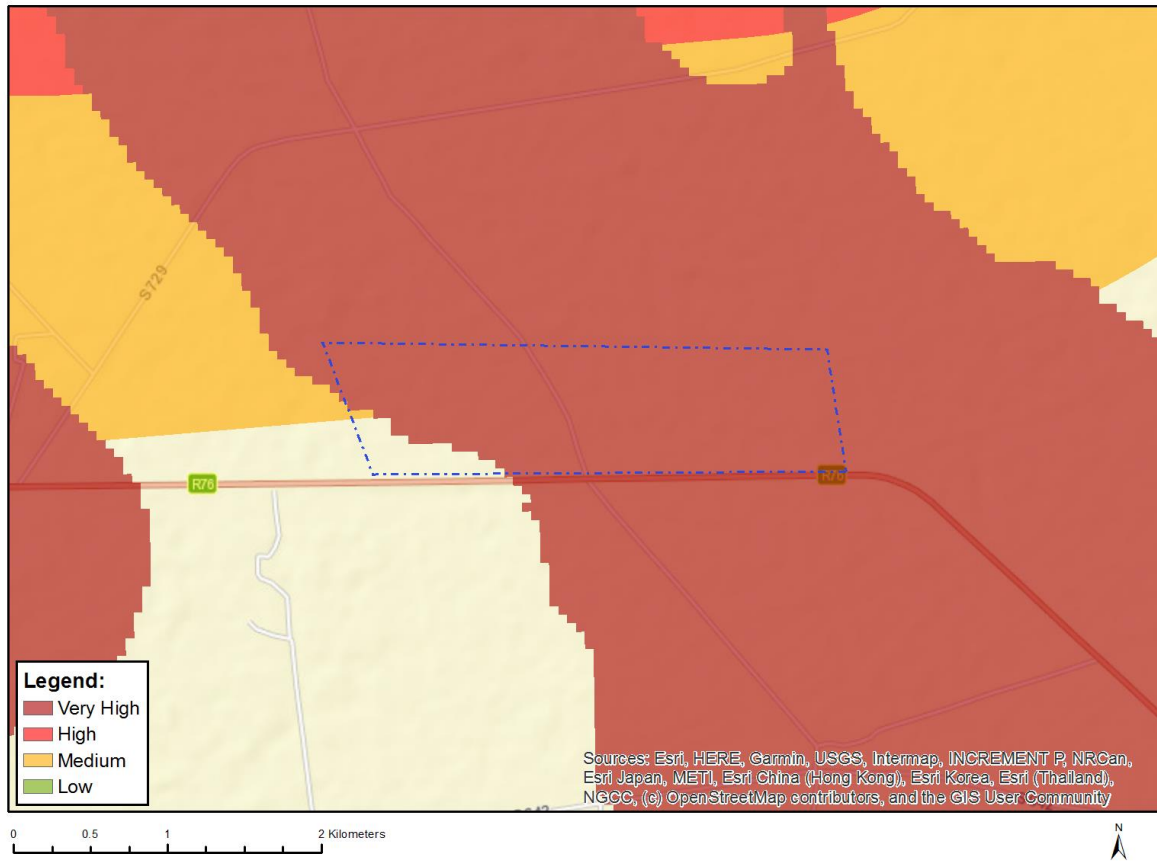 S729
R76
R76
Legend:
Very High
High
Medium
Low
Sources: Esri, HERE, Garmin, USGS, Intermap, INCREMENT P, NRCan,
Esri Japan, METI, Esri China (Hong Kong), Esri Korea, Esri (Thailand),
NGCC, (c) OpenStreetMap contributors, and the GIS User Community
0 0.5 1 2 Kilometers
N